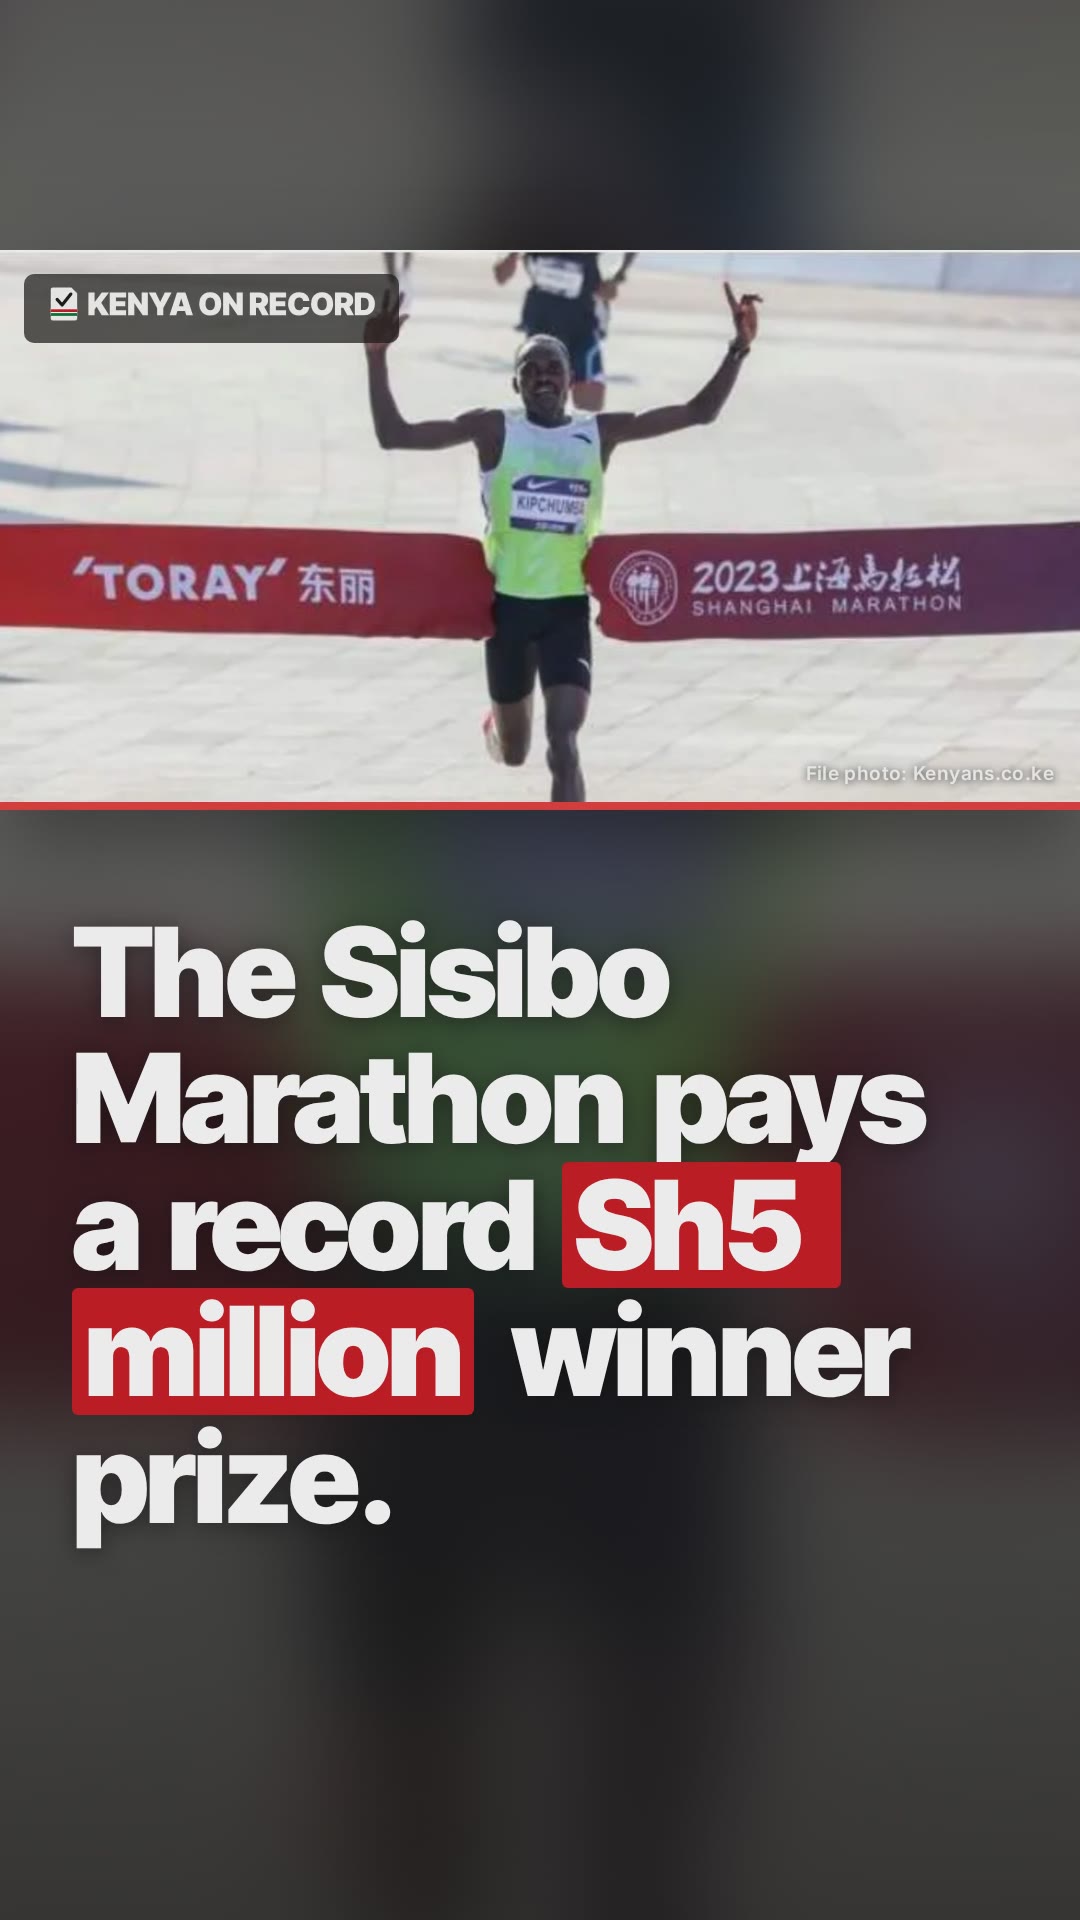 KENYA ON RECORD
KIPCHUMBA
'TORAY' 东丽
2023上海马拉松
SHANGHAI MARATHON
File photo: Kenyans.co.ke
The Sisibo
Marathon pays
a record Sh5
million winner
prize.